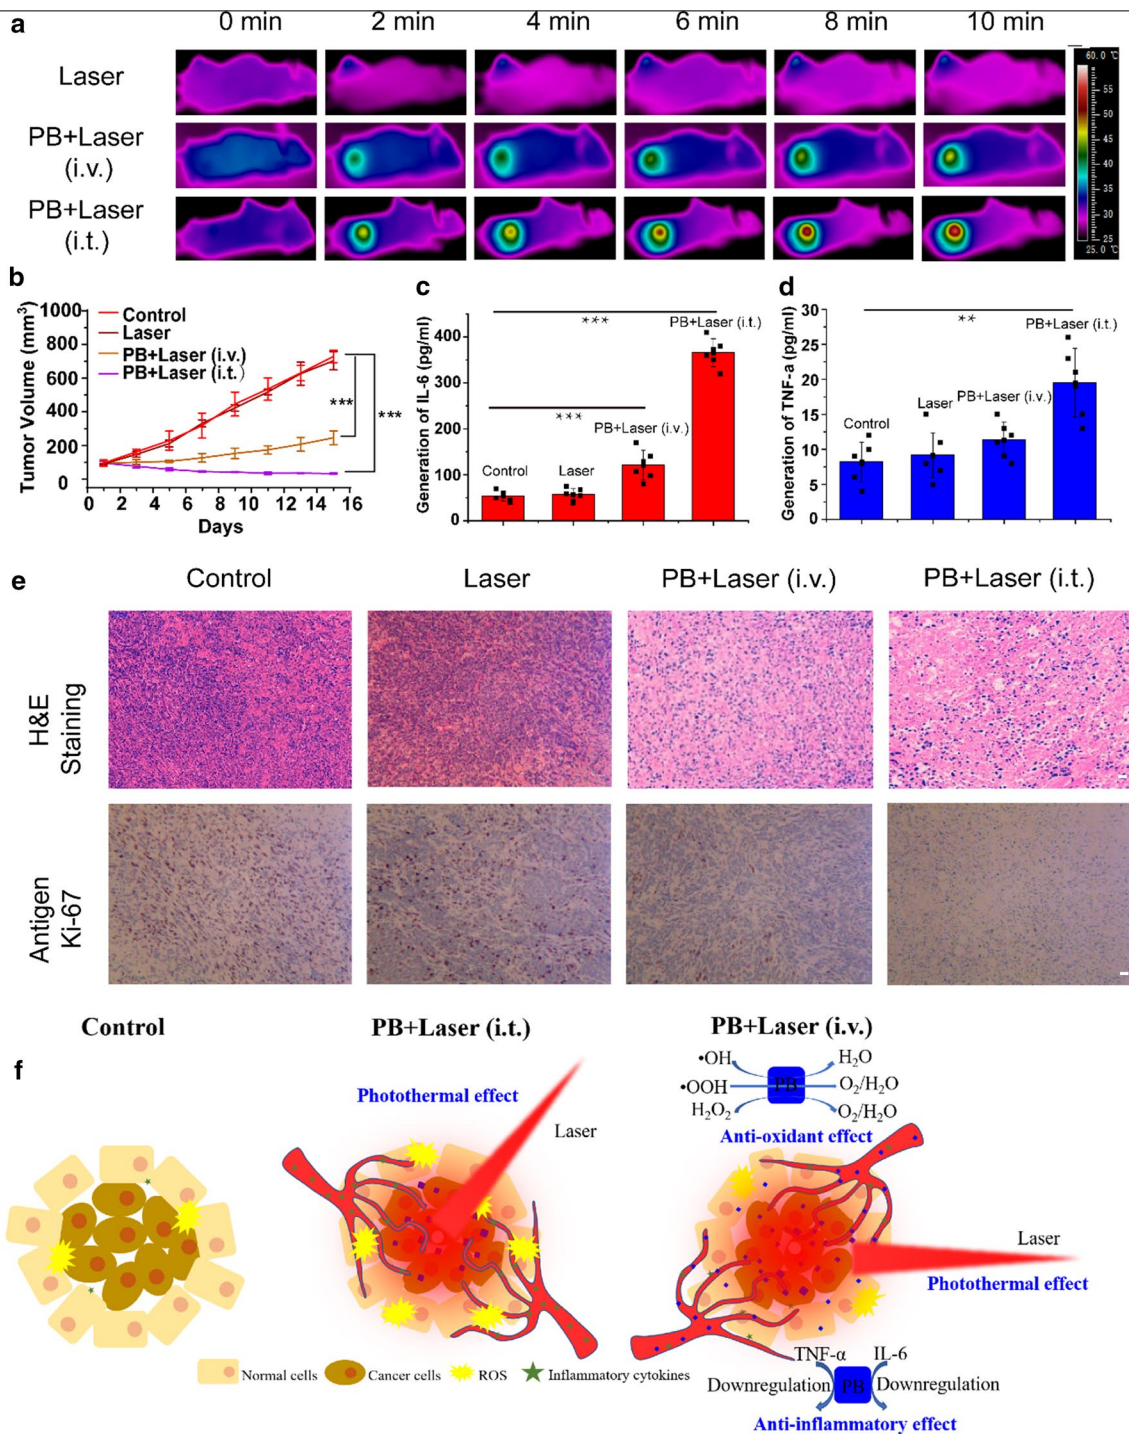 a
0 min 2 min 4 min 6 min 8 min 10 min
Laser
PB+Laser
(i.v.)
PB+Laser
(i.t.)
60.0 ℃
55
50
45
40
35
30
25
25.0 ℃
b
Tumor Volume (mm³)
1000
800
600
400
200
0
Control
Laser
PB+Laser (i.v.)
PB+Laser (i.t.)
***
***
0 2 4 6 8 10 12 14 16
Days
c
Generation of IL-6 (pg/ml)
400
300
200
100
50
0
***
PB+Laser (i.t.)
***
PB+Laser (i.v.)
Control
Laser
d
Generation of TNF-a (pg/ml)
30
25
20
15
10
5
0
**
PB+Laser (i.t.)
PB+Laser (i.v.)
Laser
Control
e
Control Laser PB+Laser (i.v.) PB+Laser (i.t.)
H&E
Staining
Antigen
Ki-67
f
Control
PB+Laser (i.t.)
PB+Laser (i.v.)
Photothermal effect
Laser
•OH
H₂O
•OOH
PB
O₂/H₂O
H₂O₂
O₂/H₂O
Anti-oxidant effect
Laser
Photothermal effect
TNF-α IL-6
Downregulation PB Downregulation
Anti-inflammatory effect
Normal cells Cancer cells ROS Inflammatory cytokines